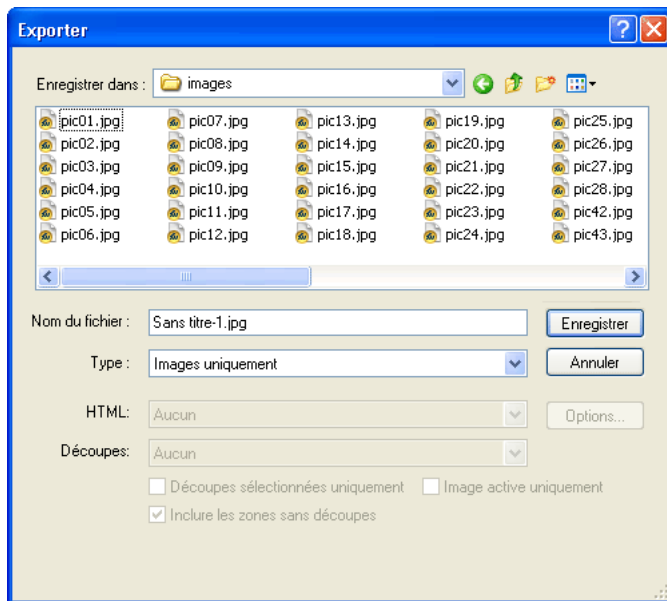 Exporter
Enregistrer dans : images
pic01.jpg pic07.jpg pic13.jpg pic19.jpg pic25.jpg
pic02.jpg pic08.jpg pic14.jpg pic20.jpg pic26.jpg
pic03.jpg pic09.jpg pic15.jpg pic21.jpg pic27.jpg
pic04.jpg pic10.jpg pic16.jpg pic22.jpg pic28.jpg
pic05.jpg pic11.jpg pic17.jpg pic23.jpg pic42.jpg
pic06.jpg pic12.jpg pic18.jpg pic24.jpg pic43.jpg
Nom du fichier : Sans titre-1.jpg Enregistrer
Type : Images uniquement Annuler
HTML: Aucun Options...
Découpes: Aucun
Découpes sélectionnées uniquement Image active uniquement
Inclure les zones sans découpes